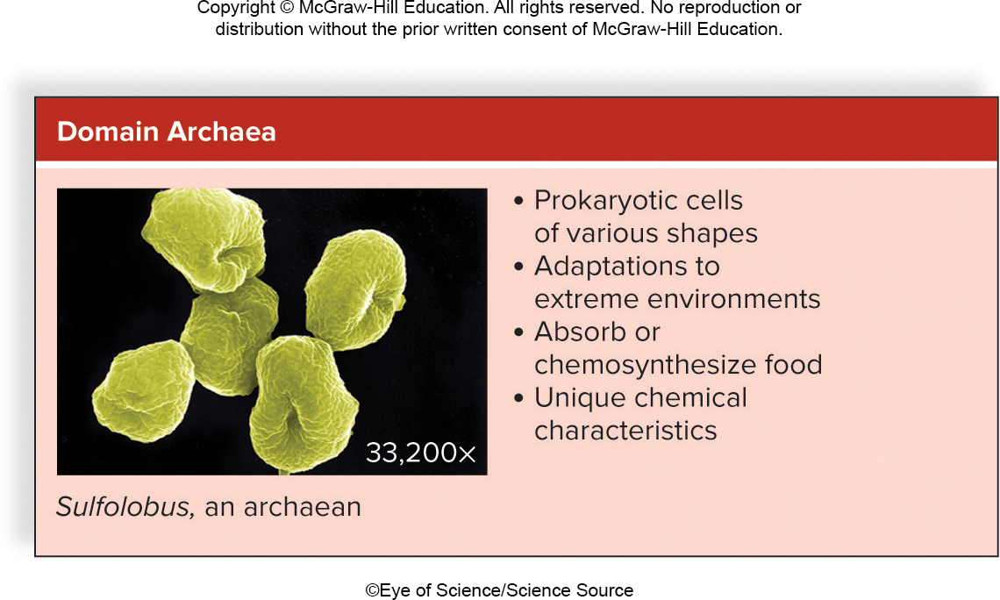 Copyright © McGraw-Hill Education. All rights reserved. No reproduction or
distribution without the prior written consent of McGraw-Hill Education.
Domain Archaea
• Prokaryotic cells
of various shapes
• Adaptations to
extreme environments
• Absorb or
chemosynthesize food
• Unique chemical
characteristics
33,200×
Sulfolobus, an archaean
©Eye of Science/Science Source